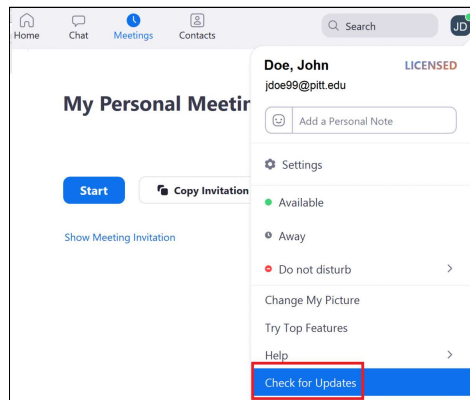 Home
Chat
Meetings
Contacts
Search
JD
Doe, John
LICENSED
jdoe99@pitt.edu
My Personal Meetin
Add a Personal Note
Settings
Start
Copy Invitation
Available
Show Meeting Invitation
Away
Do not disturb
Change My Picture
Try Top Features
Help
Check for Updates